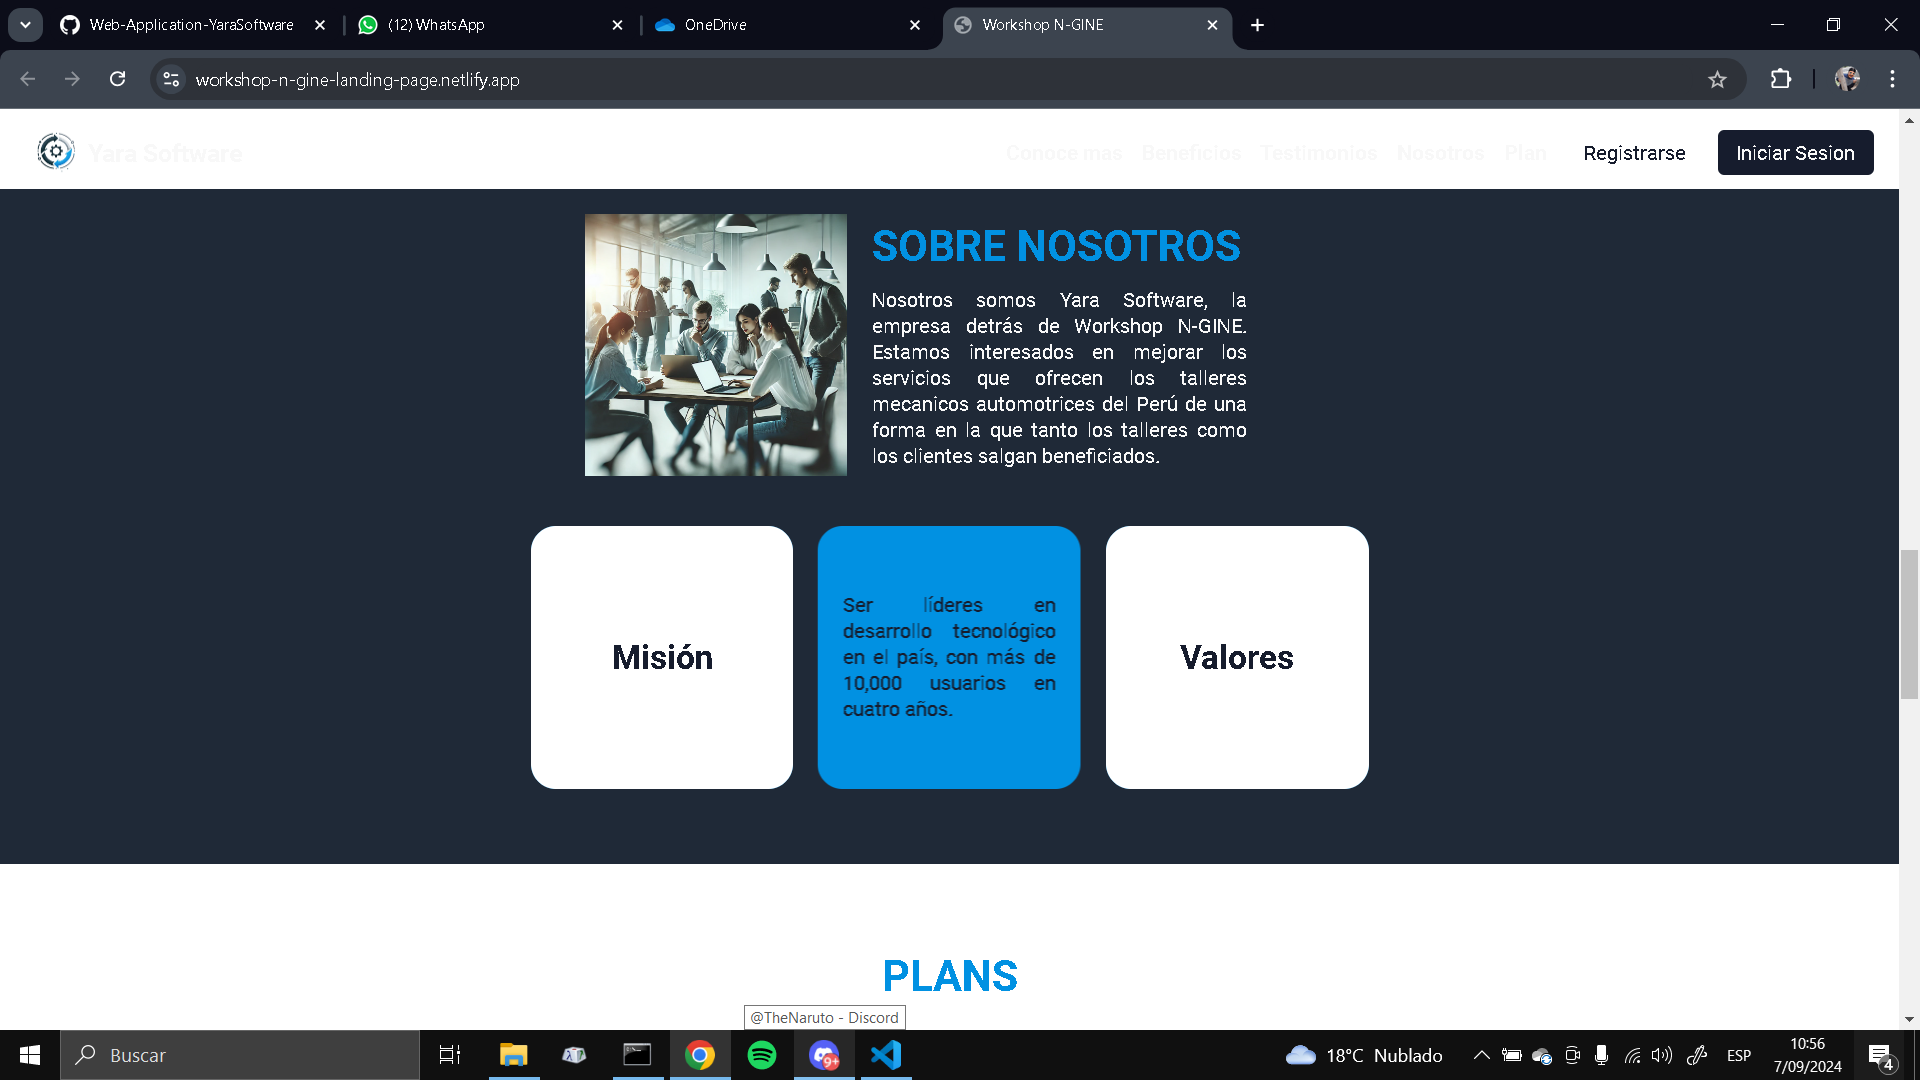 Web-Application-YaraSoftware
(12) WhatsApp
OneDrive
Workshop N-GINE
workshop-n-gine-landing-page.netlify.app
Yara Software
Conoce mas Beneficios Testimonios Nosotros Plan Registrarse Iniciar Sesion
SOBRE NOSOTROS
Nosotros somos Yara Software, la
empresa detrás de Workshop N-GINE.
Estamos interesados en mejorar los
servicios que ofrecen los talleres
mecanicos automotrices del Perú de una
forma en la que tanto los talleres como
los clientes salgan beneficiados.
Misión
Ser líderes en
desarrollo tecnológico
en el país, con más de
10,000 usuarios en
cuatro años.
Valores
PLANS
@TheNaruto - Discord
Buscar
9+
18°C Nublado
ESP
10:56
7/09/2024
4